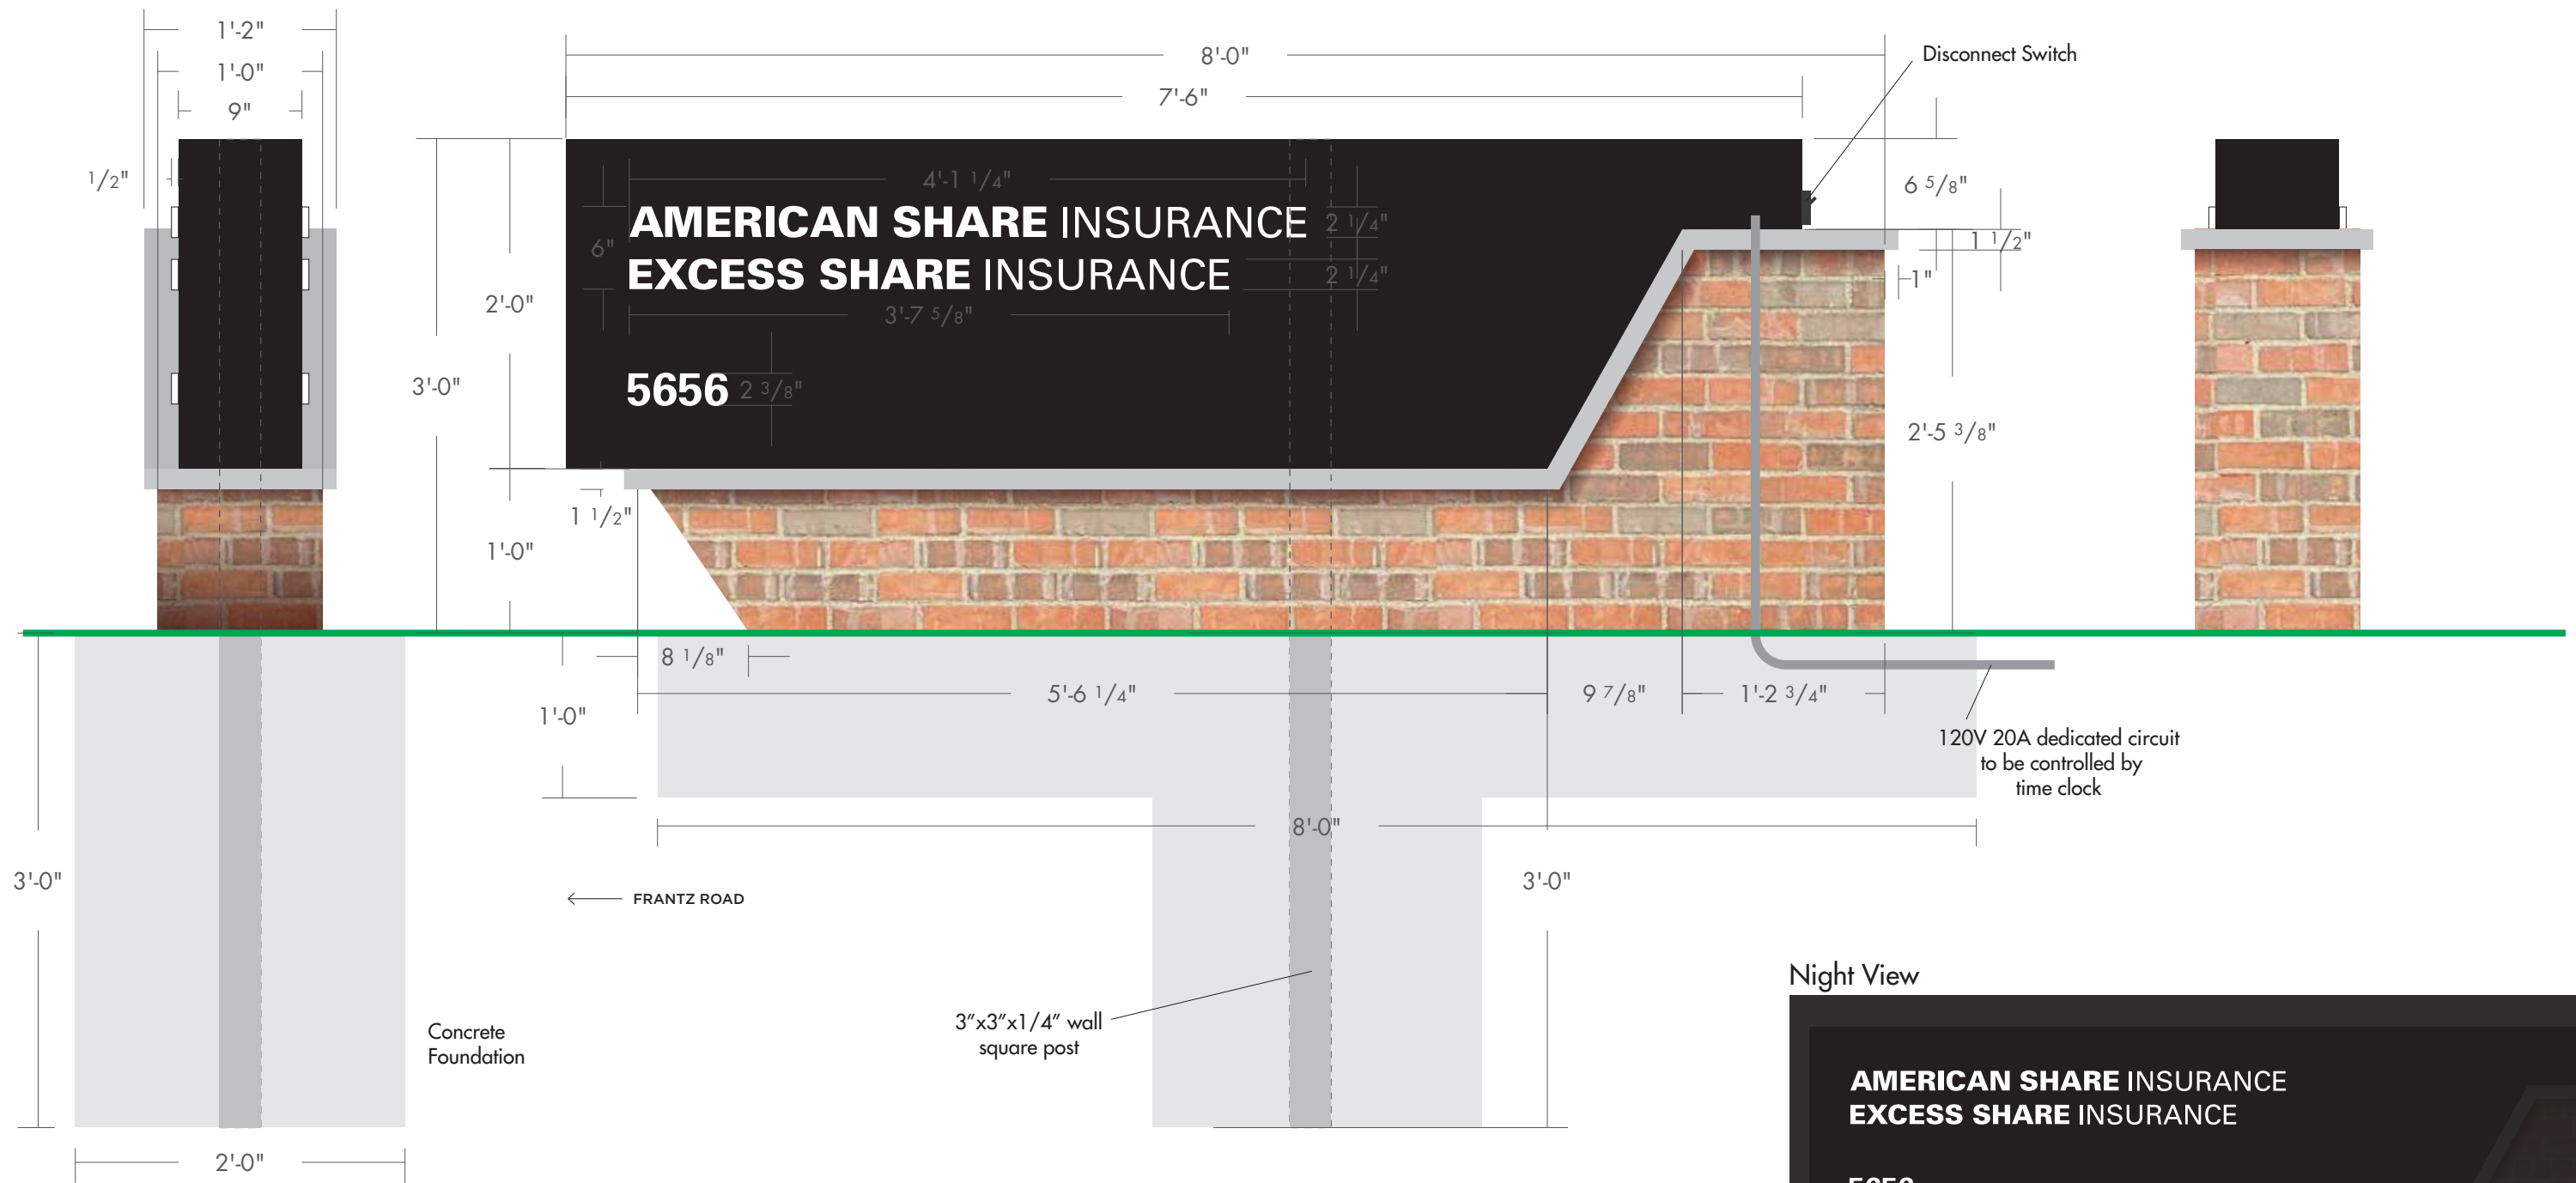 1'-2"
1'-0"
9"
1/2"
8'-0"
7'-6"
Disconnect Switch
6 5/8"
1 1/2"
1"
4'-1 1/4"
AMERICAN SHARE INSURANCE
2 1/4"
6"
EXCESS SHARE INSURANCE
2 1/4"
3'-7 5/8"
2'-0"
3'-0"
5656
2 3/8"
2'-5 3/8"
1 1/2"
1'-0"
8 1/8"
5'-6 1/4"
9 7/8"
1'-2 3/4"
1'-0"
120V 20A dedicated circuit
to be controlled by
time clock
8'-0"
3'-0"
3'-0"
← FRANTZ ROAD
Concrete
Foundation
3"x3"x1/4" wall
square post
2'-0"
Night View
AMERICAN SHARE INSURANCE
EXCESS SHARE INSURANCE
5656